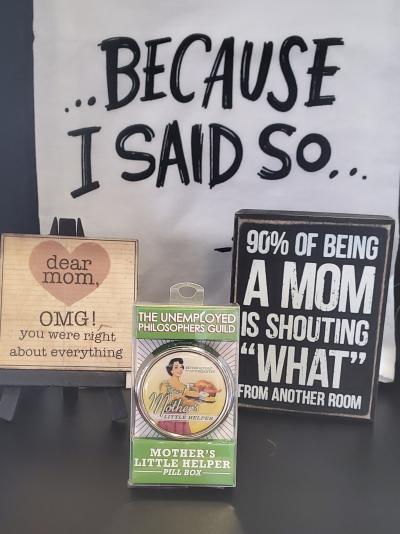 ...BECAUSE
I SAID SO...
dear
mom,
OMG!
you were right
about everything
90% OF BEING
A MOM
IS SHOUTING
“WHAT”
FROM ANOTHER ROOM
THE UNEMPLOYED
PHILOSOPHERS GUILD
Mother's
LITTLE HELPER
MOTHER'S
LITTLE HELPER
PILL BOX